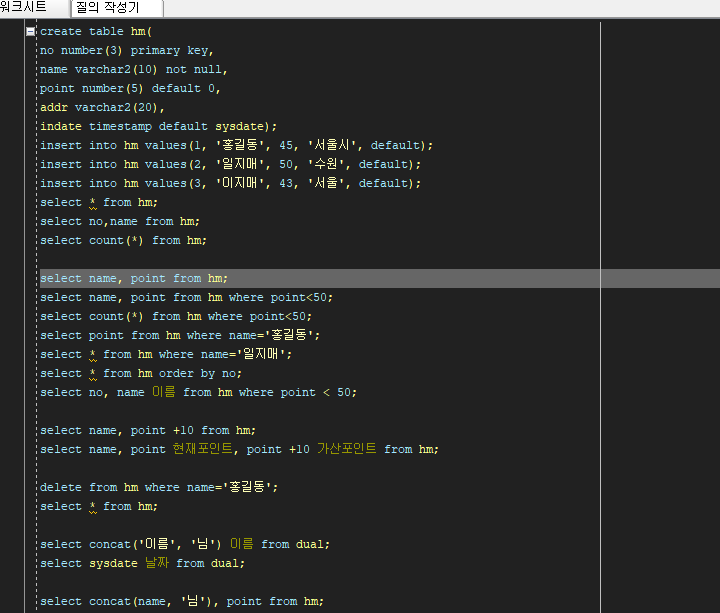 워크시트 질의 작성기
create table hm(
no number(3) primary key,
name varchar2(10) not null,
point number(5) default 0,
addr varchar2(20),
indate timestamp default sysdate);
insert into hm values(1, '홍길동', 45, '서울시', default);
insert into hm values(2, '일지매', 50, '수원', default);
insert into hm values(3, '이지매', 43, '서울', default);
select * from hm;
select no,name from hm;
select count(*) from hm;
select name, point from hm;
select name, point from hm where point<50;
select count(*) from hm where point<50;
select point from hm where name='홍길동';
select * from hm where name='일지매';
select * from hm order by no;
select no, name 이름 from hm where point < 50;
select name, point +10 from hm;
select name, point 현재포인트, point +10 가산포인트 from hm;
delete from hm where name='홍길동';
select * from hm;
select concat('이름', '님') 이름 from dual;
select sysdate 날짜 from dual;
select concat(name, '님'), point from hm;